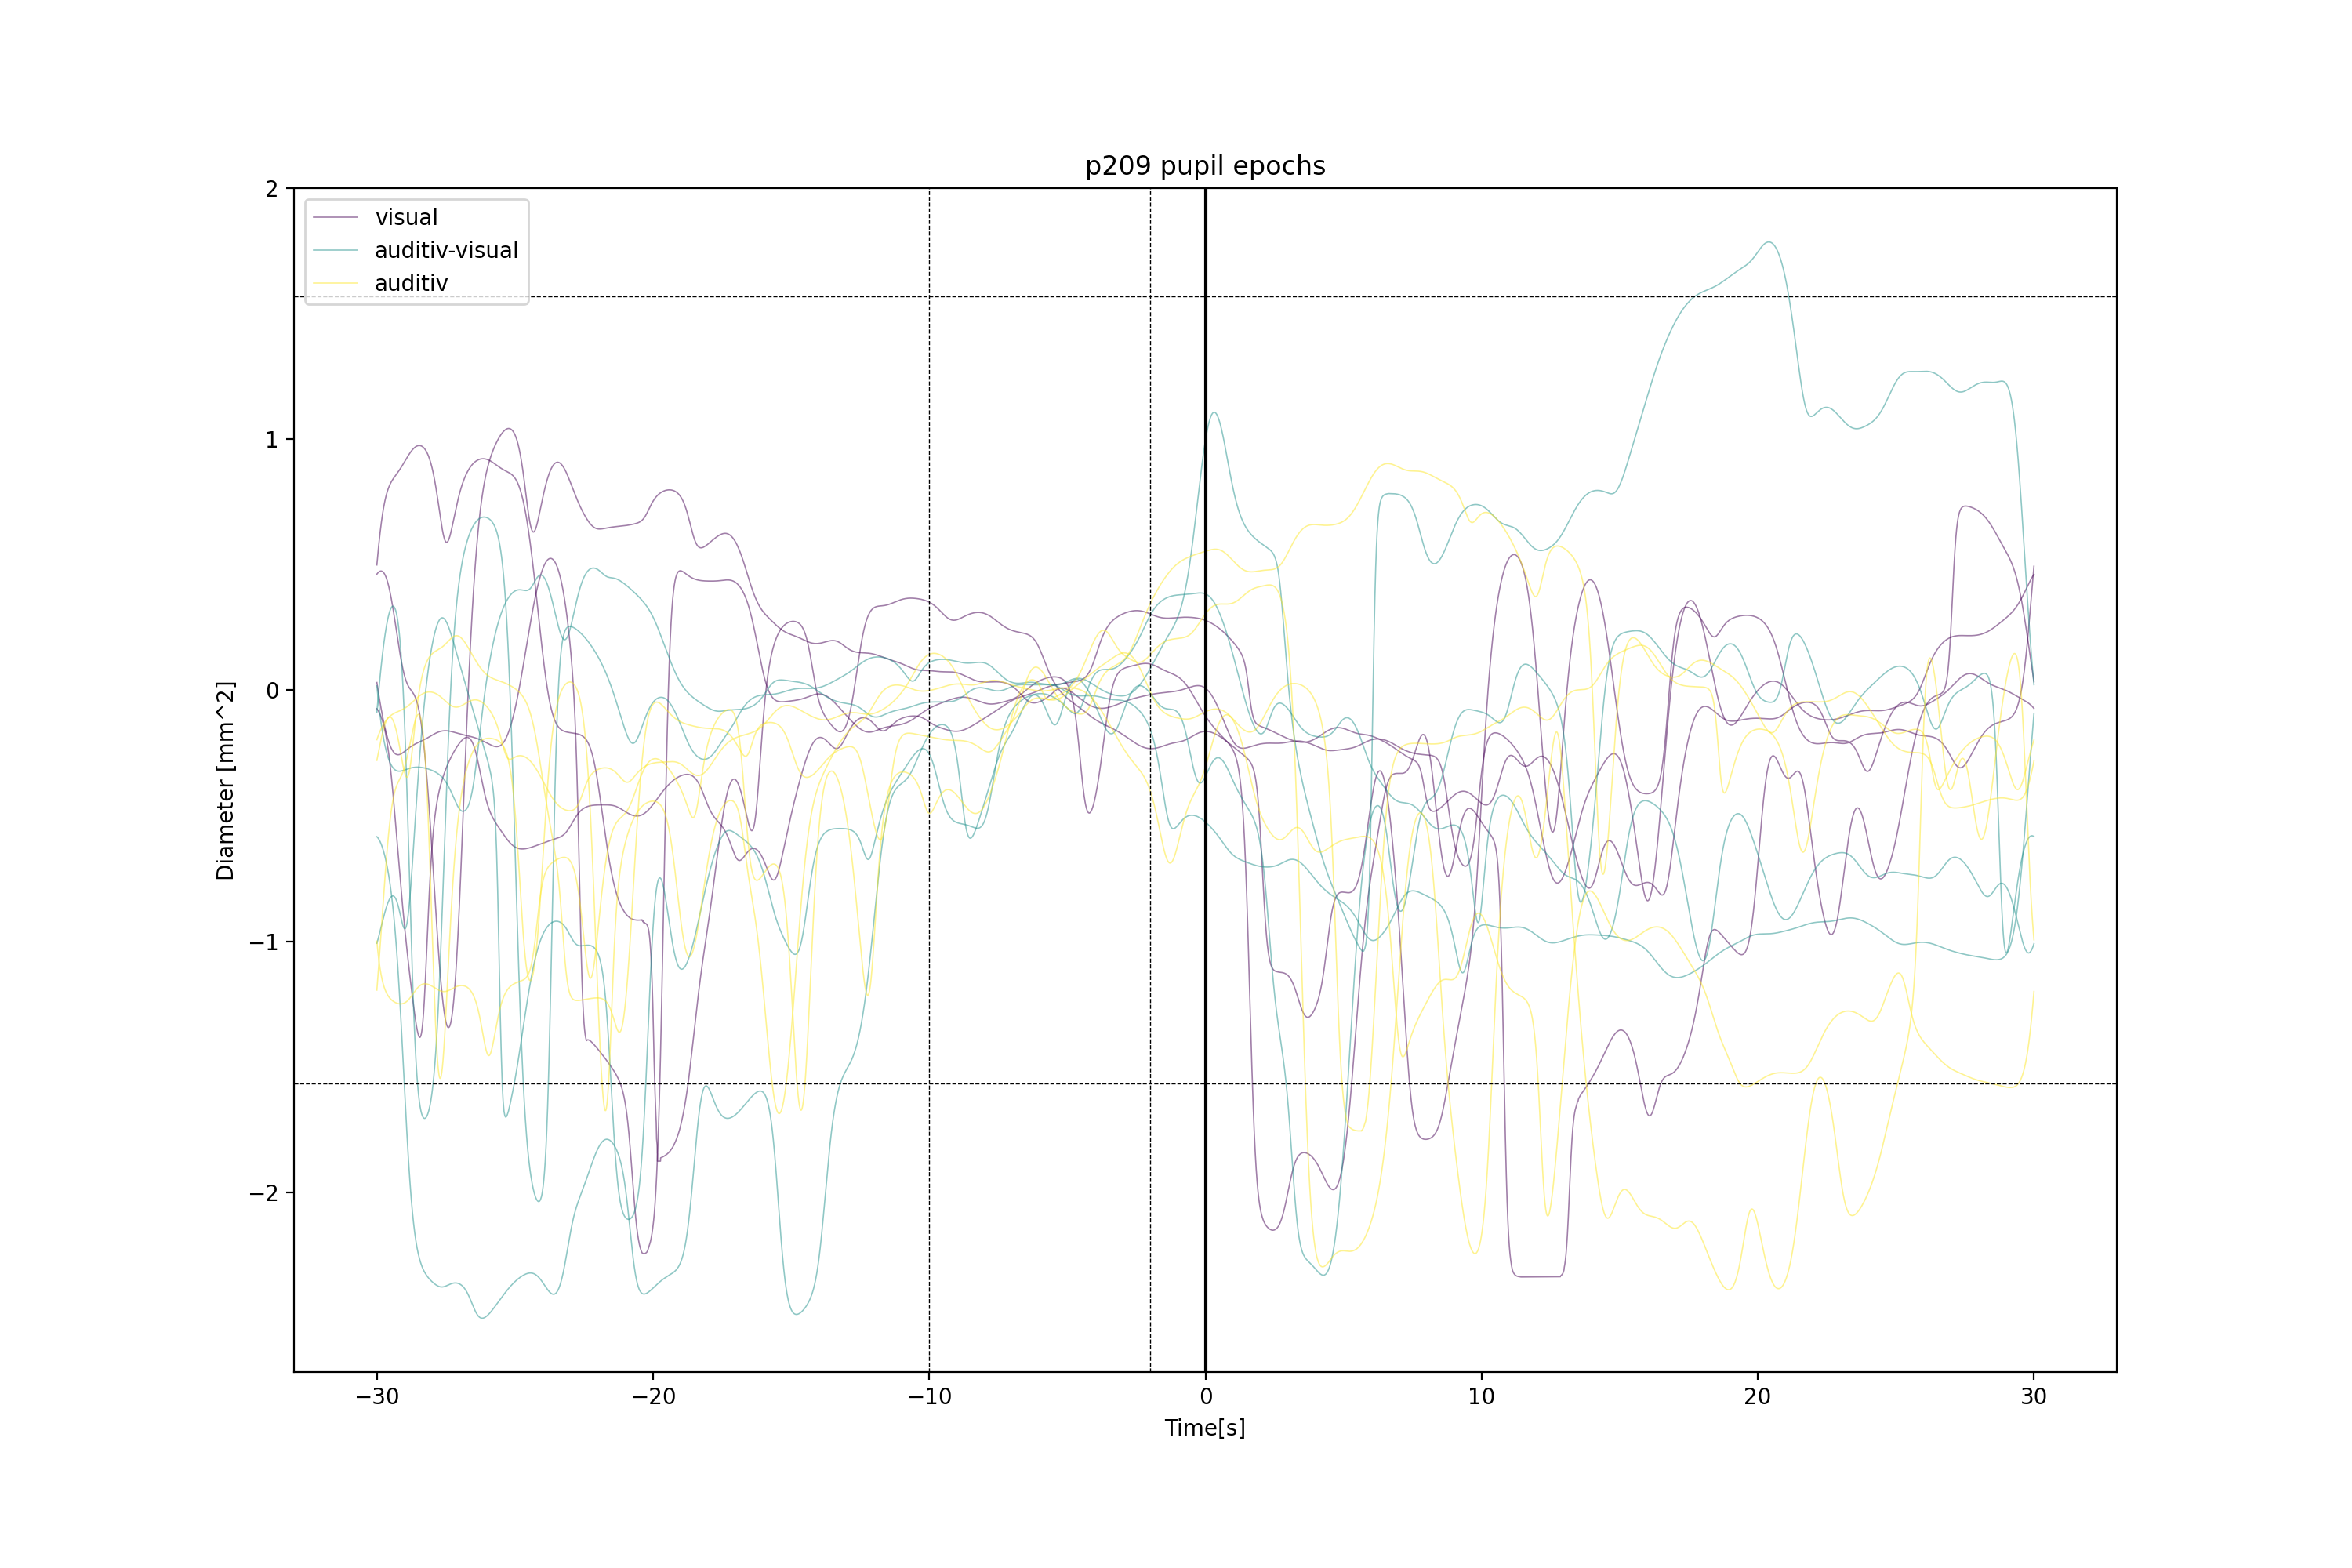 p209 pupil epochs
visual
auditiv-visual
auditiv
Diameter [mm^2]
2
1
0
−1
−2
−30
−20
−10
0
10
20
30
Time[s]